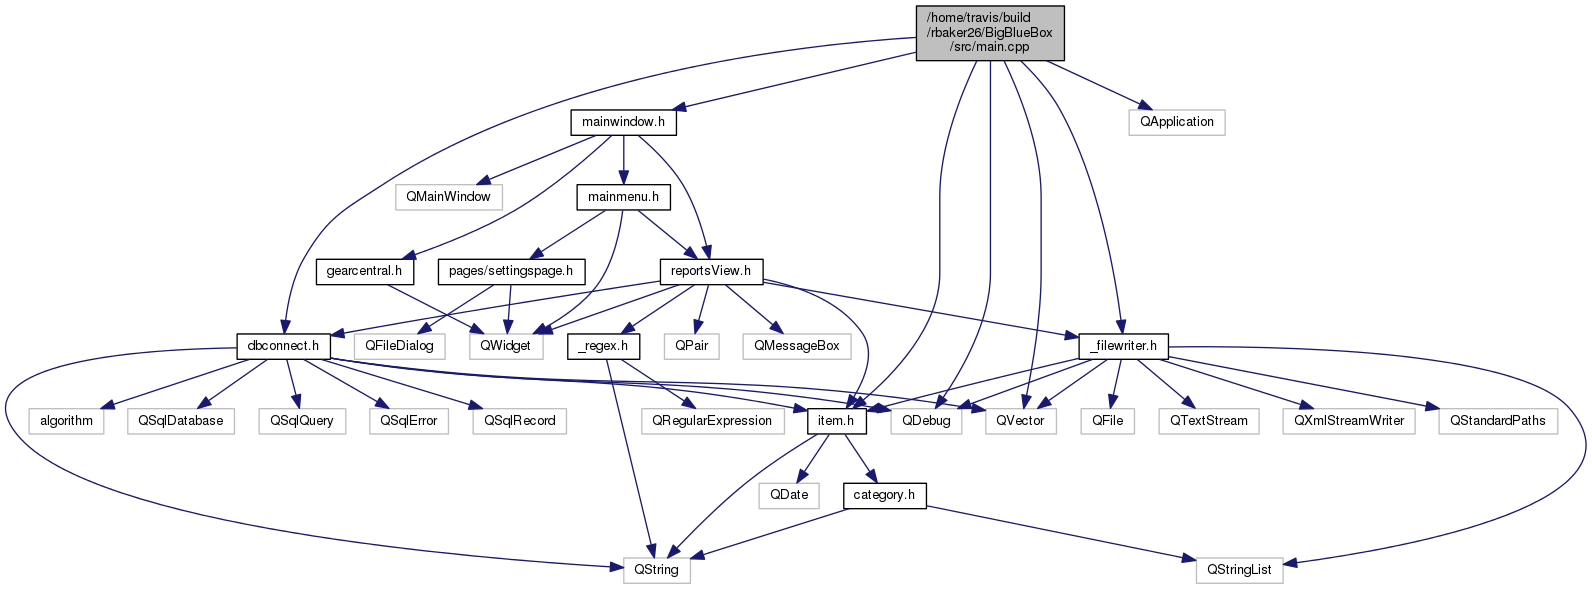 /home/travis/build
/rbaker26/BigBlueBox
/src/main.cpp
mainwindow.h
QApplication
QMainWindow
mainmenu.h
gearcentral.h
pages/settingspage.h
reportsView.h
dbconnect.h
QFileDialog
QWidget
_regex.h
QPair
QMessageBox
_filewriter.h
algorithm
QSqlDatabase
QSqlQuery
QSqlError
QSqlRecord
QRegularExpression
item.h
QDebug
QVector
QFile
QTextStream
QXmlStreamWriter
QStandardPaths
QDate
category.h
QString
QStringList